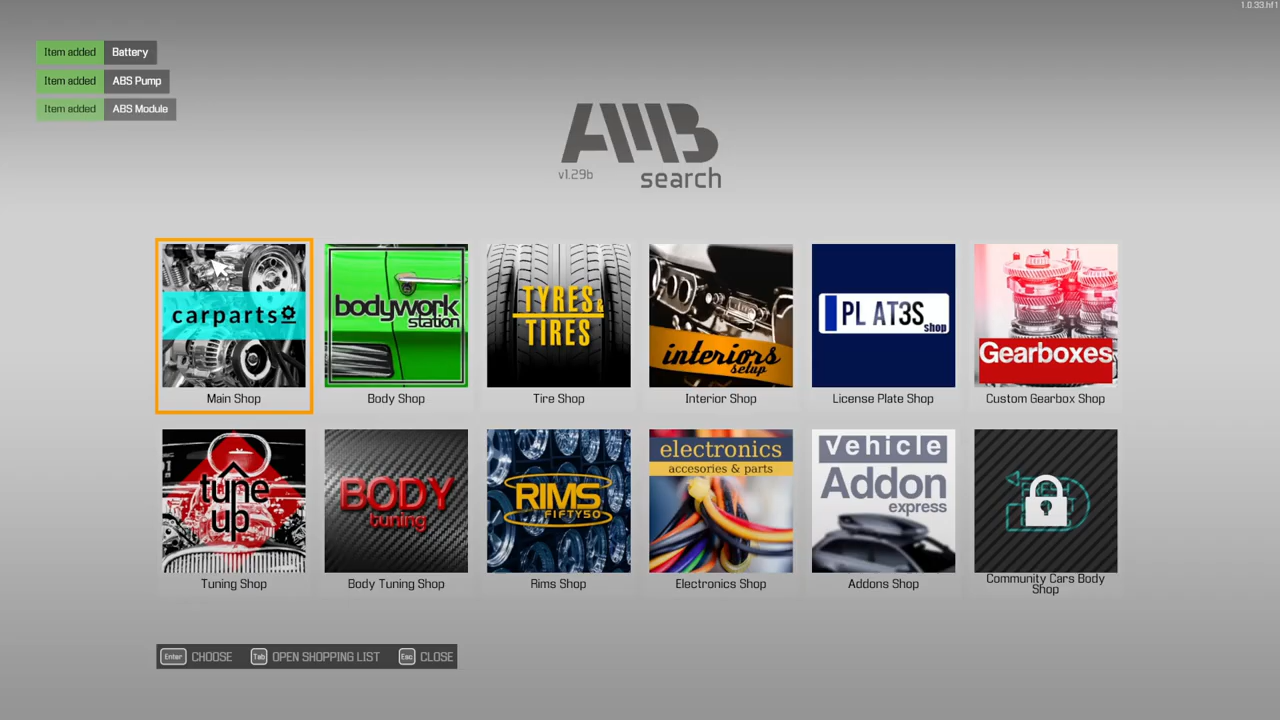 1.0.33.hf1
Item added Battery
Item added ABS Pump
Item added ABS Module
AMB
v1.29b search
carparts
Main Shop
bodywork
station
Body Shop
TYRES &
TIRES
Tire Shop
interiors
setup
Interior Shop
PL AT3S
shop
License Plate Shop
Gearboxes
Custom Gearbox Shop
tune
up
Tuning Shop
BODY
tuning
Body Tuning Shop
RIMS
FIFTY50
Rims Shop
electronics
accesories & parts
Electronics Shop
vehicle
Addon
express
Addons Shop
Community Cars Body
Shop
Enter CHOOSE Tab OPEN SHOPPING LIST Esc CLOSE